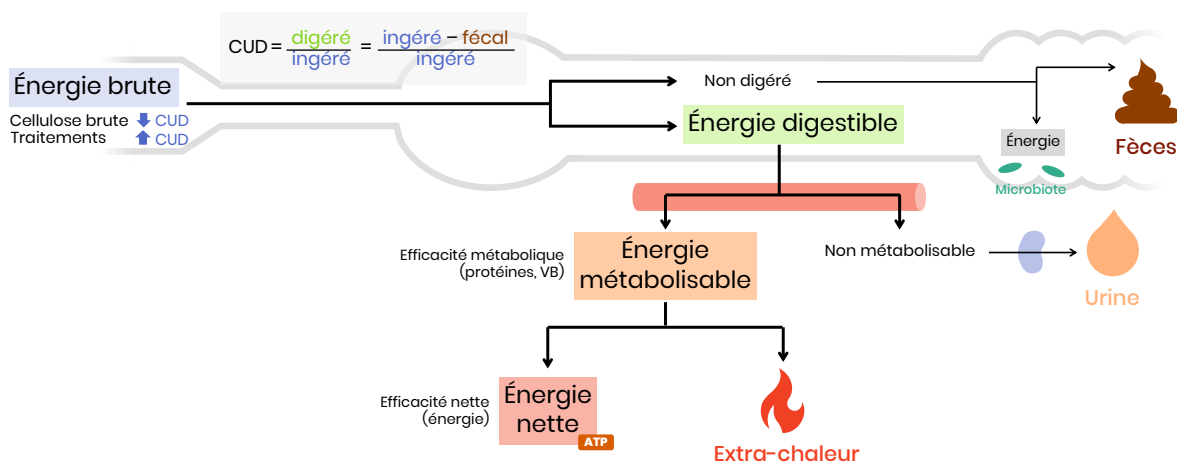 CUD = digéré / ingéré = ingéré – fécal / ingéré
Énergie brute
Cellulose brute CUD
Traitements CUD
Non digéré
Énergie digestible
Énergie
Microbiote
Fèces
Efficacité métabolique
(protéines, VB)
Énergie
métabolisable
Non métabolisable
Urine
Efficacité nette
(énergie)
Énergie
nette
ATP
Extra-chaleur